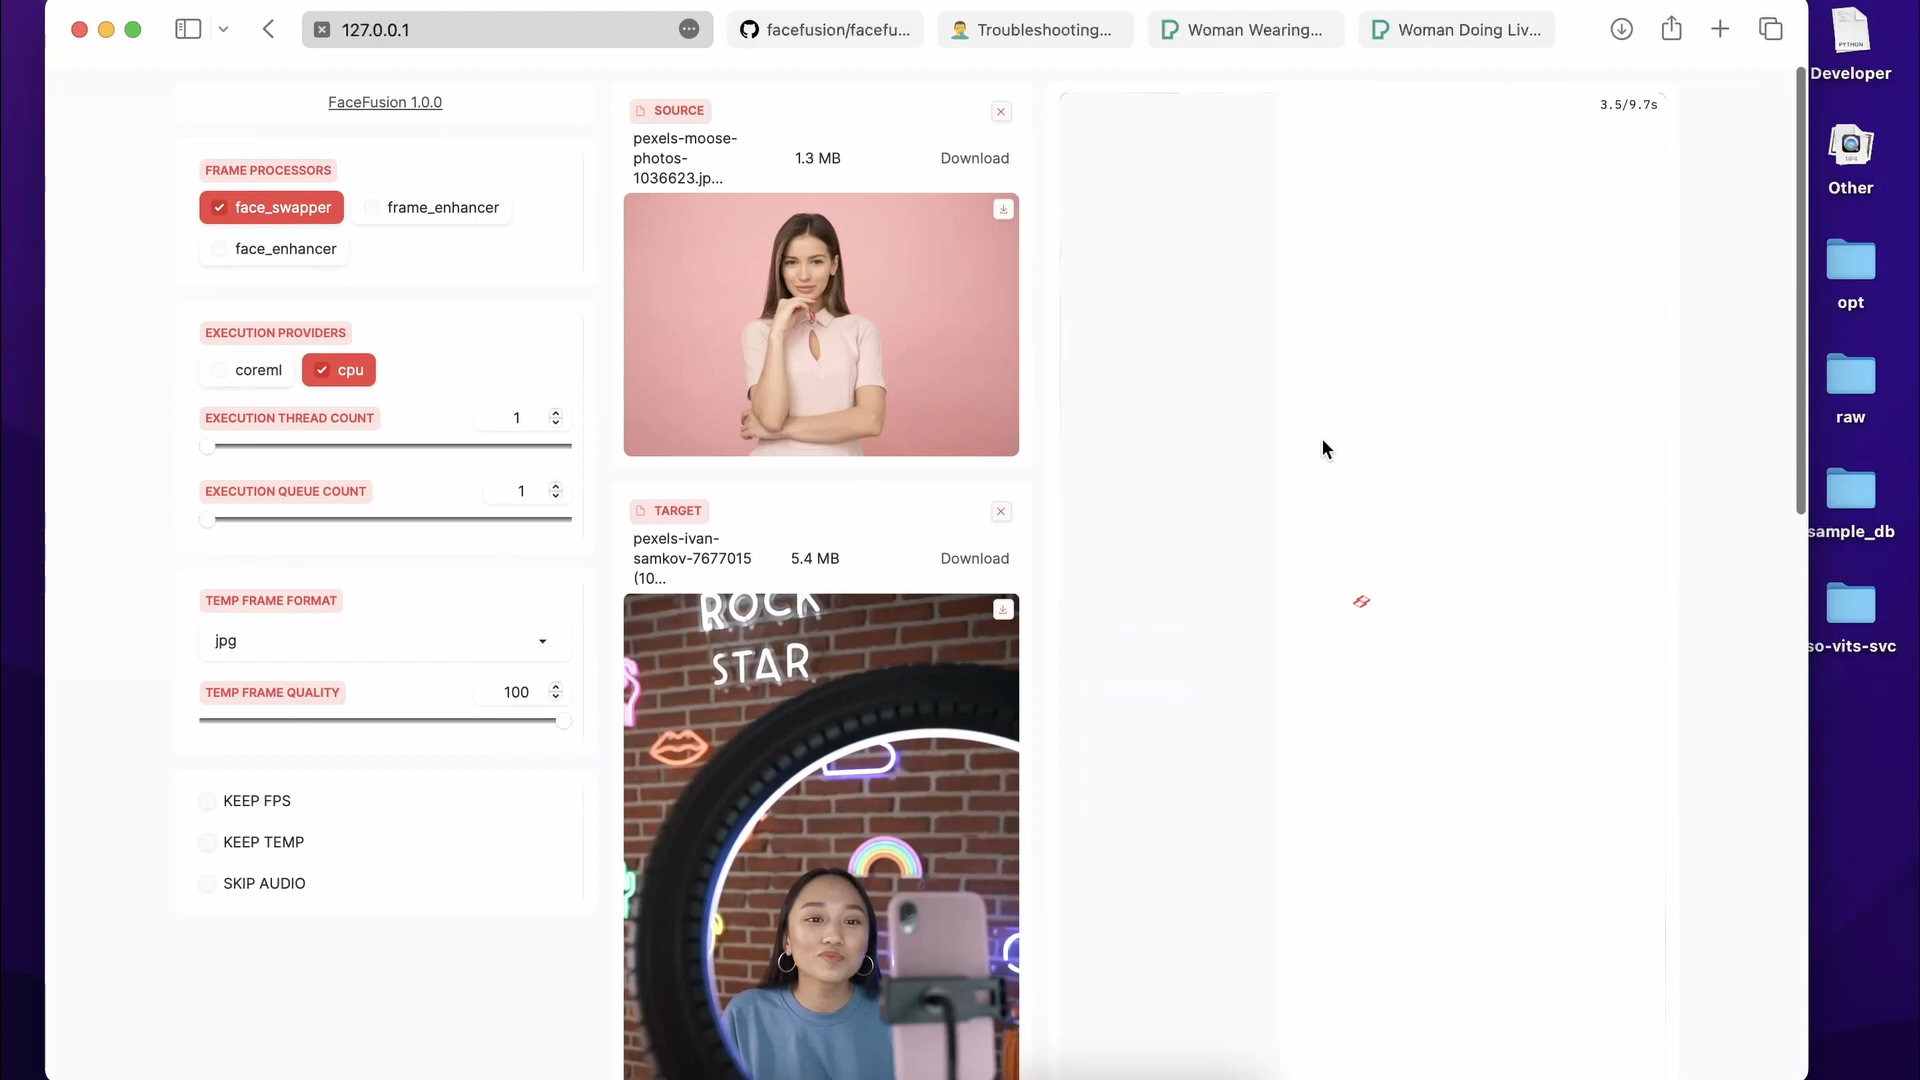 127.0.0.1
facefusion/facefu...
Troubleshooting...
Woman Wearing...
Woman Doing Liv...
PYTHON
Developer
MP4
Other
opt
raw
sample_db
so-vits-svc
FaceFusion 1.0.0
FRAME PROCESSORS
face_swapper
frame_enhancer
face_enhancer
EXECUTION PROVIDERS
coreml
cpu
EXECUTION THREAD COUNT
1
EXECUTION QUEUE COUNT
1
TEMP FRAME FORMAT
jpg
TEMP FRAME QUALITY
100
KEEP FPS
KEEP TEMP
SKIP AUDIO
SOURCE
pexels-moose-
photos-
1036623.jp...
1.3 MB
Download
TARGET
pexels-ivan-
samkov-7677015
(10...
5.4 MB
Download
ROCK
STAR
3.5/9.7s